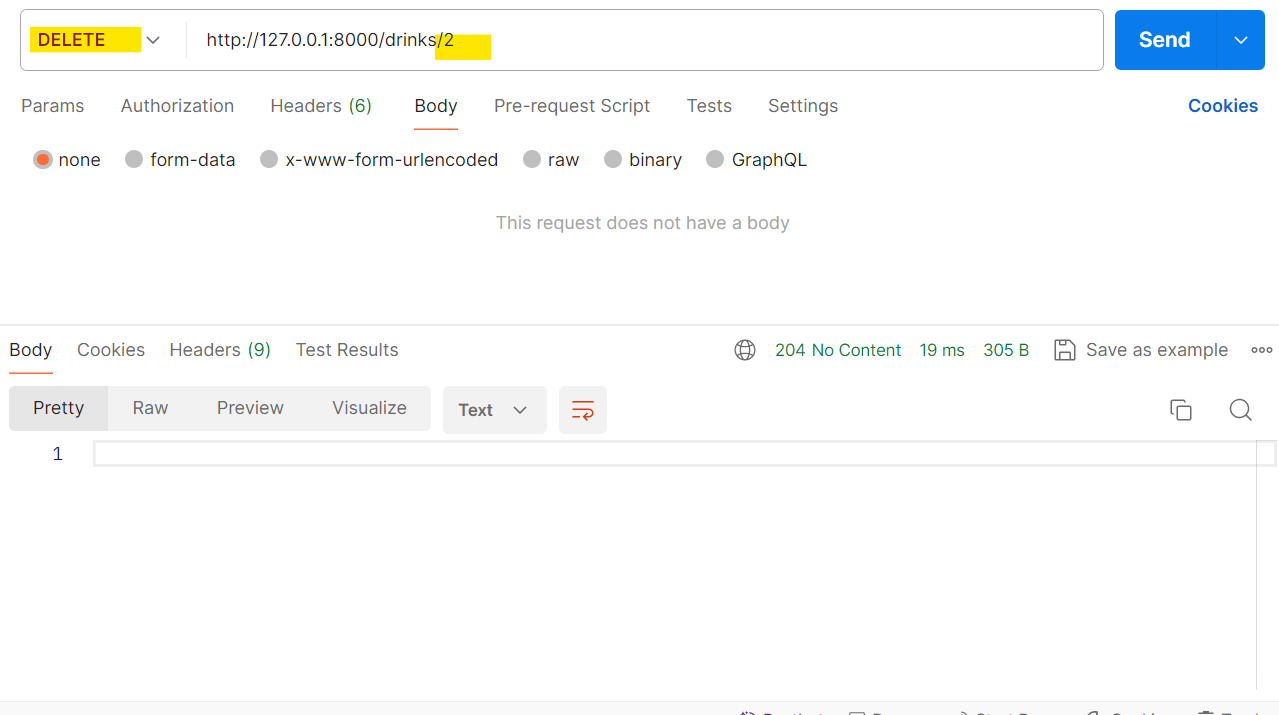 DELETE http://127.0.0.1:8000/drinks/2 Send
Params Authorization Headers (6) Body Pre-request Script Tests Settings Cookies
none form-data x-www-form-urlencoded raw binary GraphQL
This request does not have a body
Body Cookies Headers (9) Test Results 204 No Content 19 ms 305 B Save as example
Pretty Raw Preview Visualize Text
1